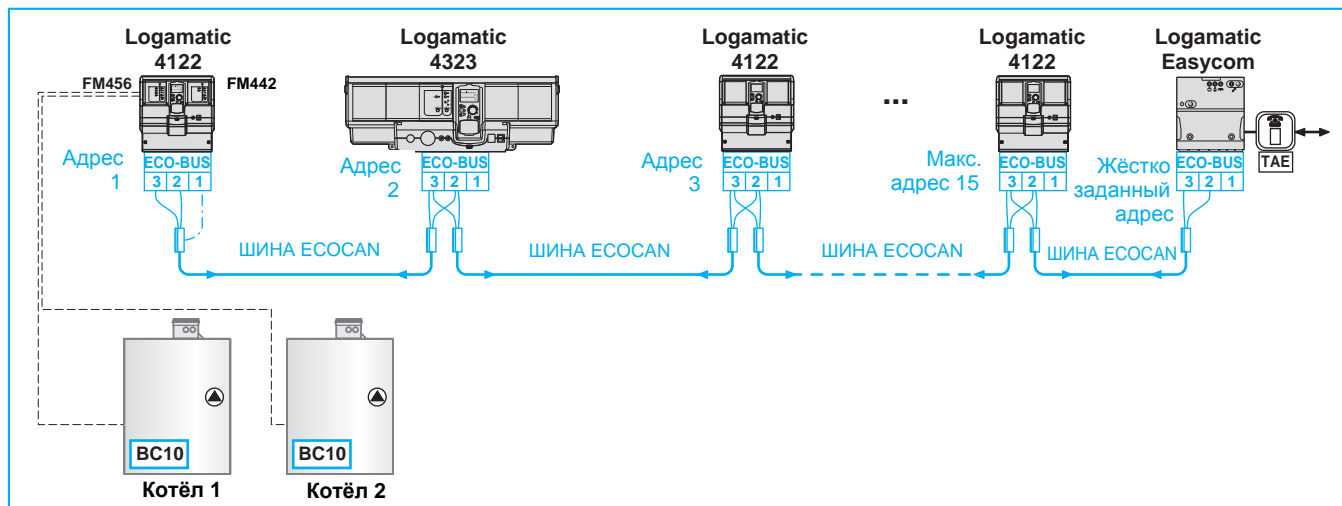 Logamatic
4122
Logamatic
4323
Logamatic
4122
Logamatic
4122
Logamatic
Easycom
FM456
FM442
...
TAE
Адрес
1
ECO-BUS
3 2 1
Адрес
2
ECO-BUS
3 2 1
Адрес
3
ECO-BUS
3 2 1
Макс.
адрес 15
ECO-BUS
3 2 1
Жёстко
заданный
адрес
ECO-BUS
3 2 1
ШИНА ECOCAN
ШИНА ECOCAN
ШИНА ECOCAN
ШИНА ECOCAN
BC10
BC10
Котёл 1
Котёл 2